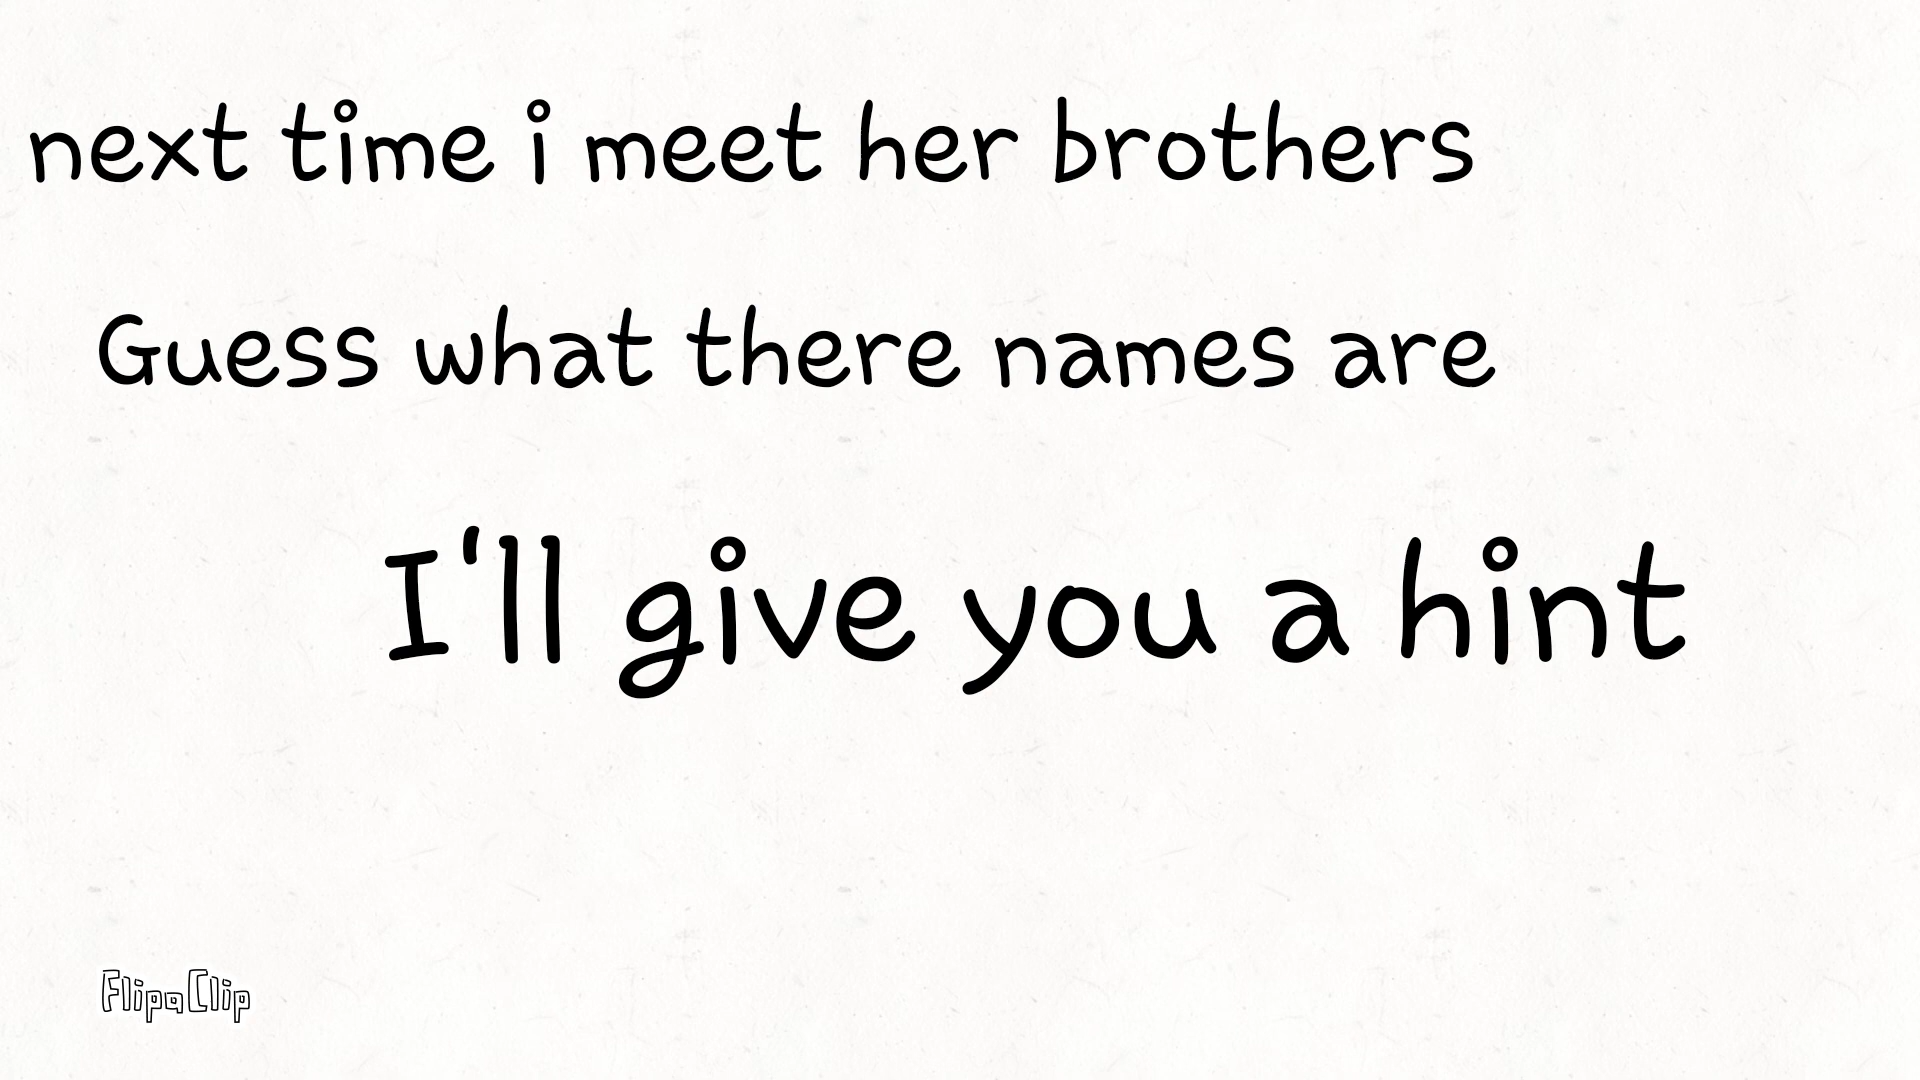 next time i meet her brothers
Guess what there names are
I'll give you a hint
FlipaClip